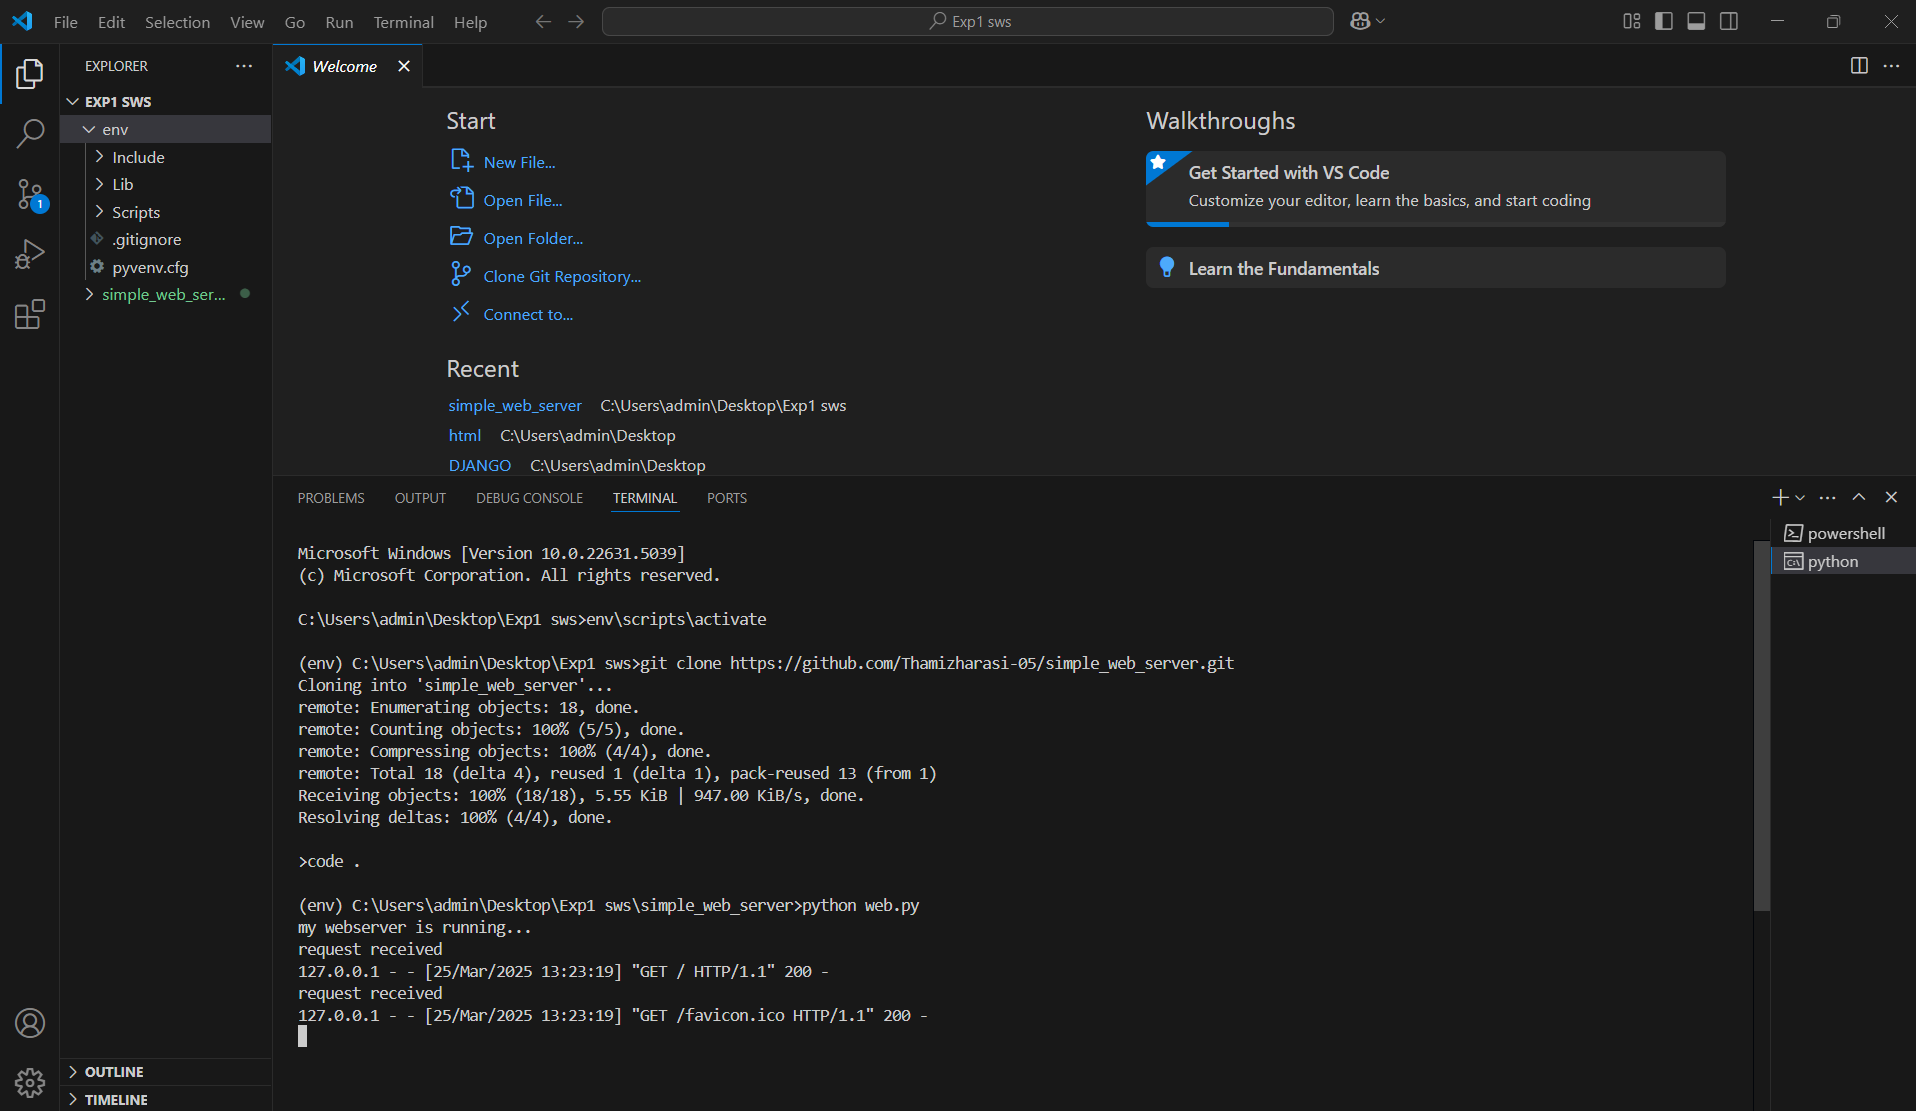 File Edit Selection View Go Run Terminal Help Exp1 sws
EXPLORER
EXP1 SWS
env
Include
Lib
Scripts
.gitignore
pyvenv.cfg
simple_web_ser...
1
OUTLINE
TIMELINE
Welcome
Start
New File...
Open File...
Open Folder...
Clone Git Repository...
Connect to...
Recent
simple_web_server C:\Users\admin\Desktop\Exp1 sws
html C:\Users\admin\Desktop
DJANGO C:\Users\admin\Desktop
Walkthroughs
Get Started with VS Code
Customize your editor, learn the basics, and start coding
Learn the Fundamentals
PROBLEMS OUTPUT DEBUG CONSOLE TERMINAL PORTS
powershell
python
Microsoft Windows [Version 10.0.22631.5039]
(c) Microsoft Corporation. All rights reserved.
C:\Users\admin\Desktop\Exp1 sws>env\scripts\activate
(env) C:\Users\admin\Desktop\Exp1 sws>git clone https://github.com/Thamizharasi-05/simple_web_server.git
Cloning into 'simple_web_server'...
remote: Enumerating objects: 18, done.
remote: Counting objects: 100% (5/5), done.
remote: Compressing objects: 100% (4/4), done.
remote: Total 18 (delta 4), reused 1 (delta 1), pack-reused 13 (from 1)
Receiving objects: 100% (18/18), 5.55 KiB | 947.00 KiB/s, done.
Resolving deltas: 100% (4/4), done.
>code .
(env) C:\Users\admin\Desktop\Exp1 sws\simple_web_server>python web.py
my webserver is running...
request received
127.0.0.1 - - [25/Mar/2025 13:23:19] "GET / HTTP/1.1" 200 -
request received
127.0.0.1 - - [25/Mar/2025 13:23:19] "GET /favicon.ico HTTP/1.1" 200 -